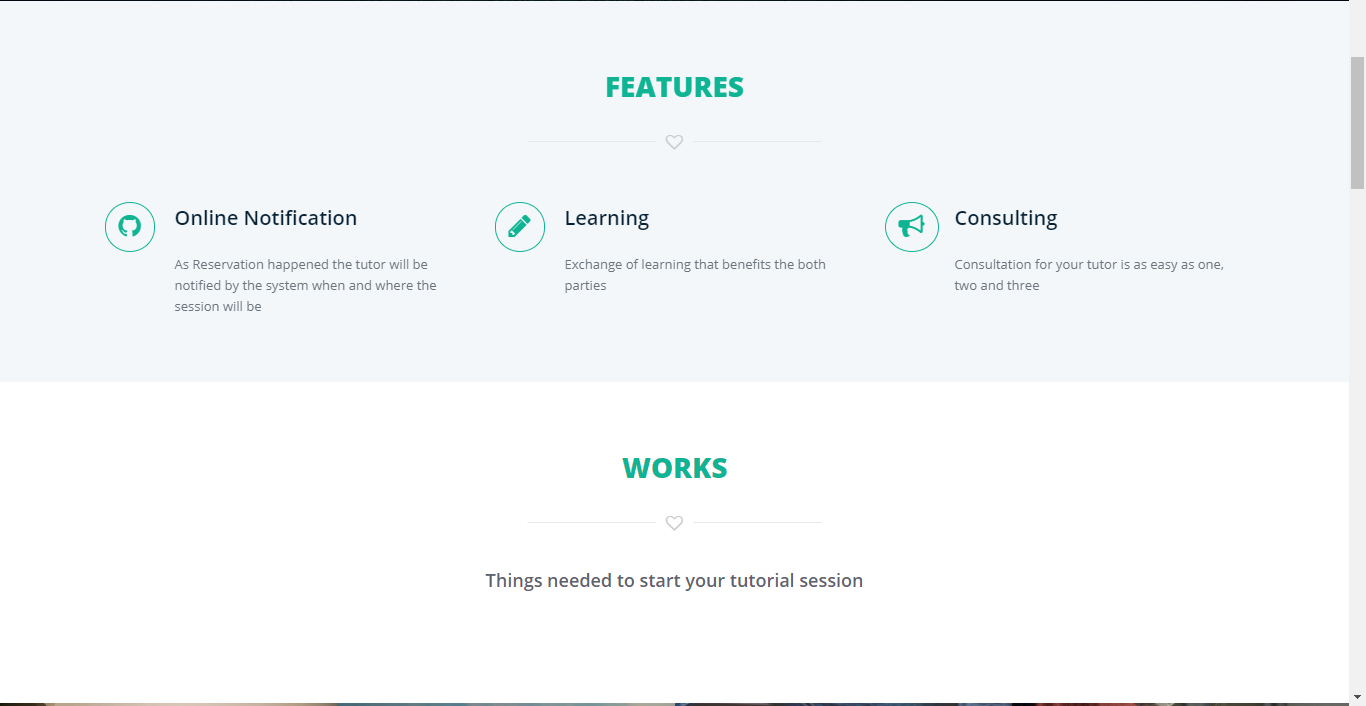 FEATURES
Online Notification
As Reservation happened the tutor will be
notified by the system when and where the
session will be
Learning
Exchange of learning that benefits the both
parties
Consulting
Consultation for your tutor is as easy as one,
two and three
WORKS
Things needed to start your tutorial session